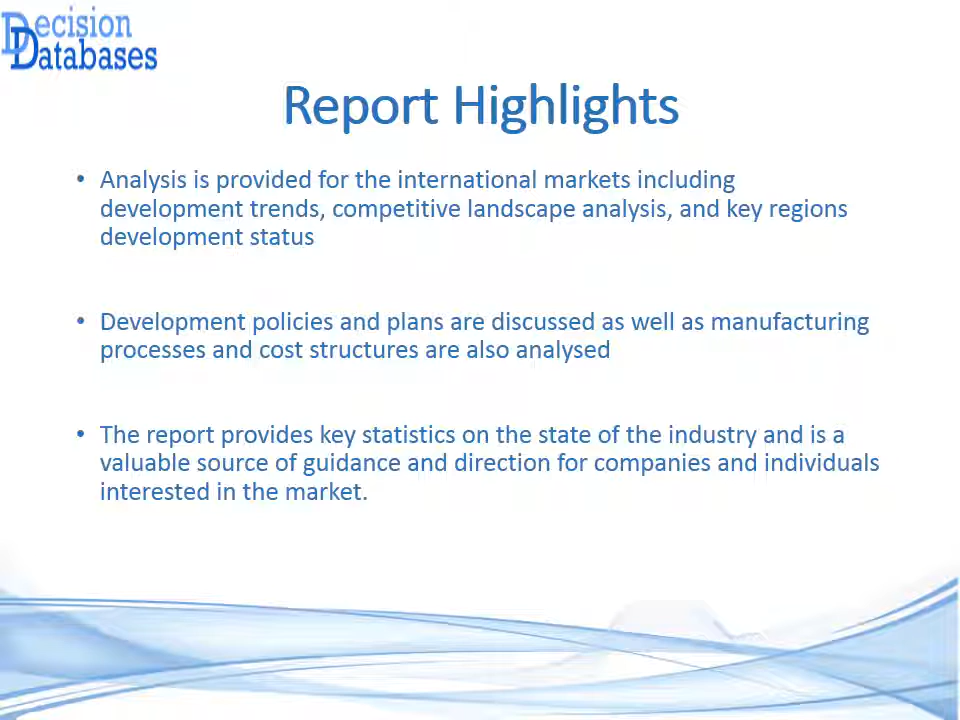 Decision
Databases
Report Highlights
• Analysis is provided for the international markets including
development trends, competitive landscape analysis, and key regions
development status
• Development policies and plans are discussed as well as manufacturing
processes and cost structures are also analysed
• The report provides key statistics on the state of the industry and is a
valuable source of guidance and direction for companies and individuals
interested in the market.